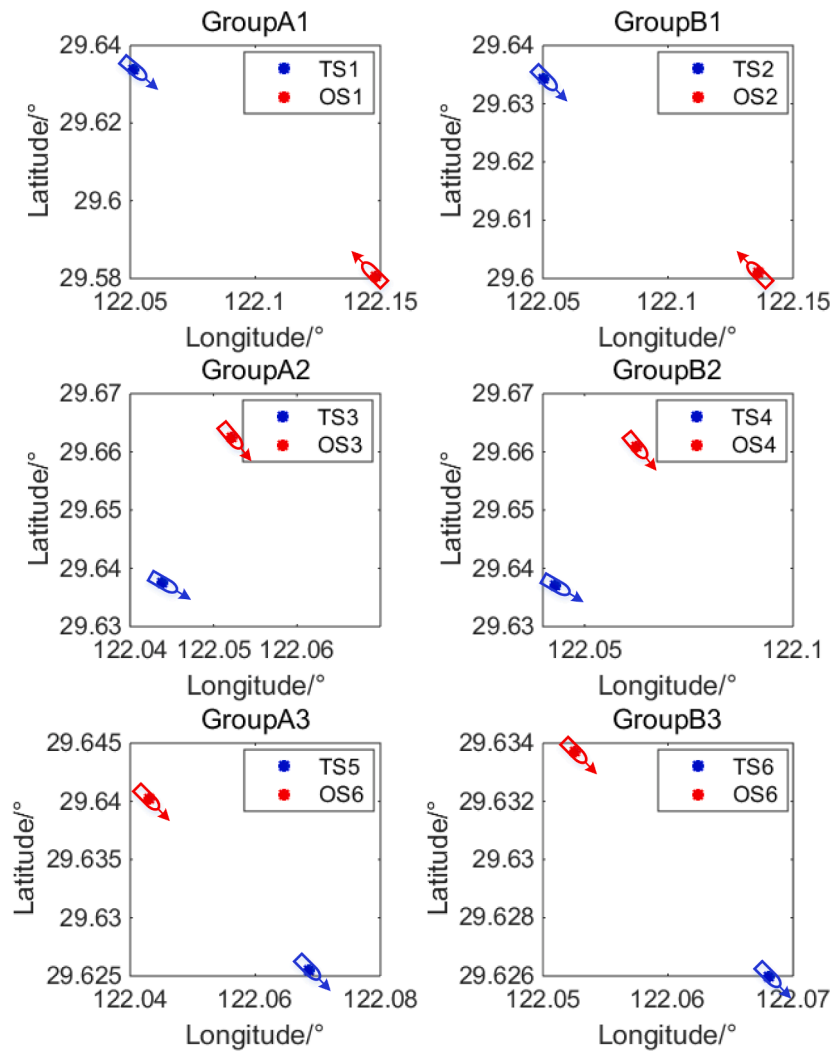 GroupA1
29.64
29.62
29.6
29.58
122.05
122.1
122.15
Latitude/°
Longitude/°
TS1
OS1
GroupB1
29.64
29.63
29.62
29.61
29.6
122.05
122.1
122.15
Latitude/°
Longitude/°
TS2
OS2
GroupA2
29.67
29.66
29.65
29.64
29.63
122.04
122.05
122.06
Latitude/°
Longitude/°
TS3
OS3
GroupB2
29.67
29.66
29.65
29.64
29.63
122.05
122.1
Latitude/°
Longitude/°
TS4
OS4
GroupA3
29.645
29.64
29.635
29.63
29.625
122.04
122.06
122.08
Latitude/°
Longitude/°
TS5
OS6
GroupB3
29.634
29.632
29.63
29.628
29.626
122.05
122.06
122.07
Latitude/°
Longitude/°
TS6
OS6